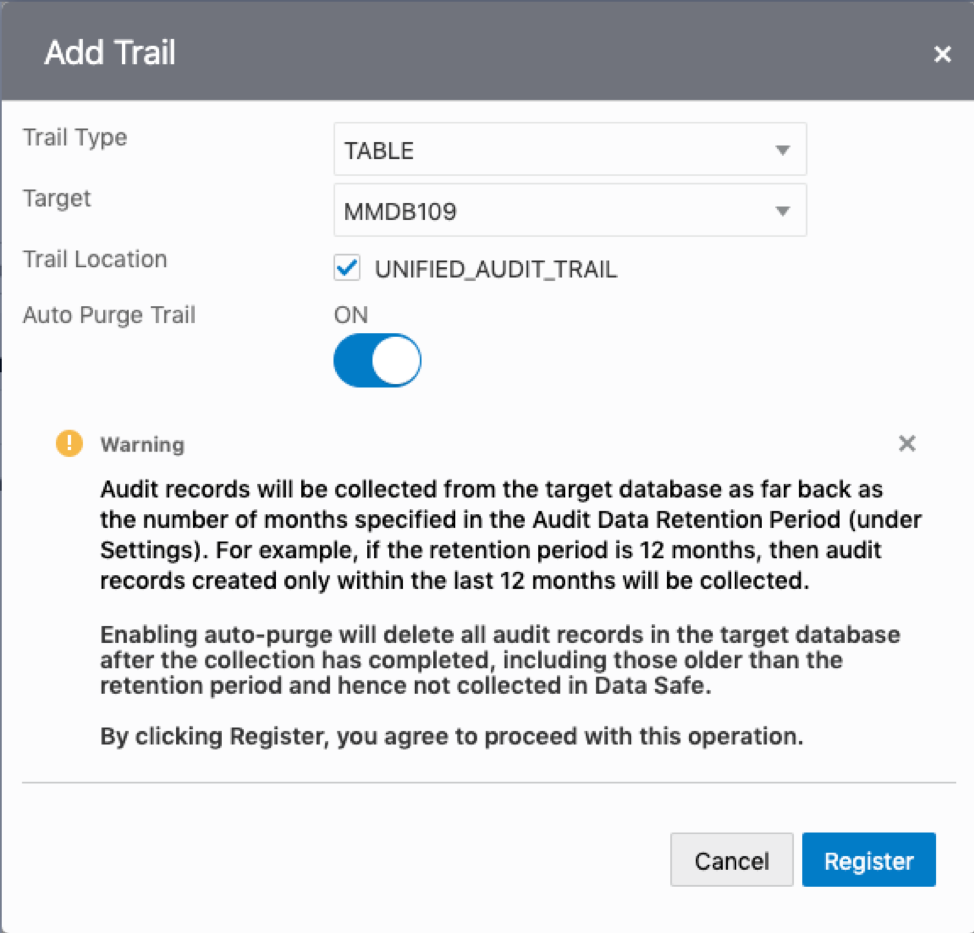 Add Trail
Trail Type
TABLE
Target
MMDB109
Trail Location
UNIFIED_AUDIT_TRAIL
Auto Purge Trail
ON
Warning
Audit records will be collected from the target database as far back as
the number of months specified in the Audit Data Retention Period (under
Settings). For example, if the retention period is 12 months, then audit
records created only within the last 12 months will be collected.
Enabling auto-purge will delete all audit records in the target database
after the collection has completed, including those older than the
retention period and hence not collected in Data Safe.
By clicking Register, you agree to proceed with this operation.
Cancel
Register